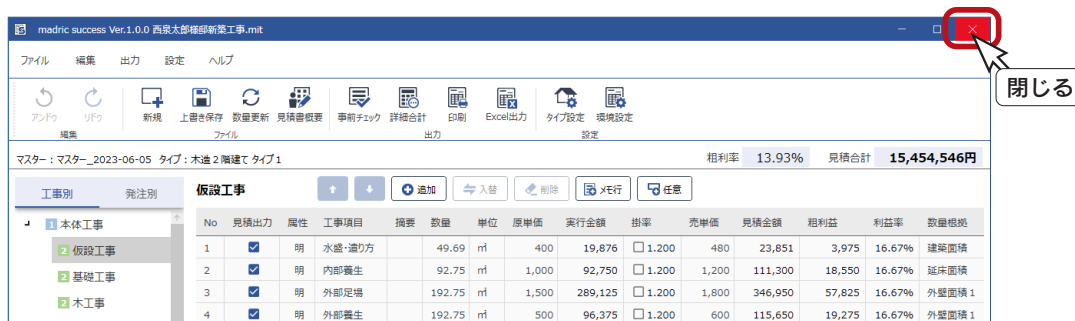 madric success Ver.1.0.0 西泉太郎様邸新築工事.mit
ファイル 編集 出力 設定 ヘルプ
閉じる
アンドゥ リドゥ 新規 上書き保存 数量更新 見積書概要 事前チェック 詳細合計 印刷 Excel出力 タイプ設定 環境設定
編集 ファイル 出力 設定
マスター：マスター_2023-06-05 タイプ：木造２階建て タイプ１ 粗利率 13.93% 見積合計 15,454,546円
工事別 発注別 仮設工事 追加 入替 削除 メモ行 任意
1 本体工事 No 見積出力 属性 工事項目 摘要 数量 単位 原単価 実行金額 掛率 売単価 見積金額 粗利益 利益率 数量根拠
2 仮設工事 1 明 水盛・遣り方 49.69 ㎡ 400 19,876 1.200 480 23,851 3,975 16.67% 建築面積
2 基礎工事 2 明 内部養生 92.75 ㎡ 1,000 92,750 1.200 1,200 111,300 18,550 16.67% 延床面積
2 木工事 3 明 外部足場 192.75 ㎡ 1,500 289,125 1.200 1,800 346,950 57,825 16.67% 外壁面積１
4 明 外部養生 192.75 ㎡ 500 96,375 1.200 600 115,650 19,275 16.67% 外壁面積１